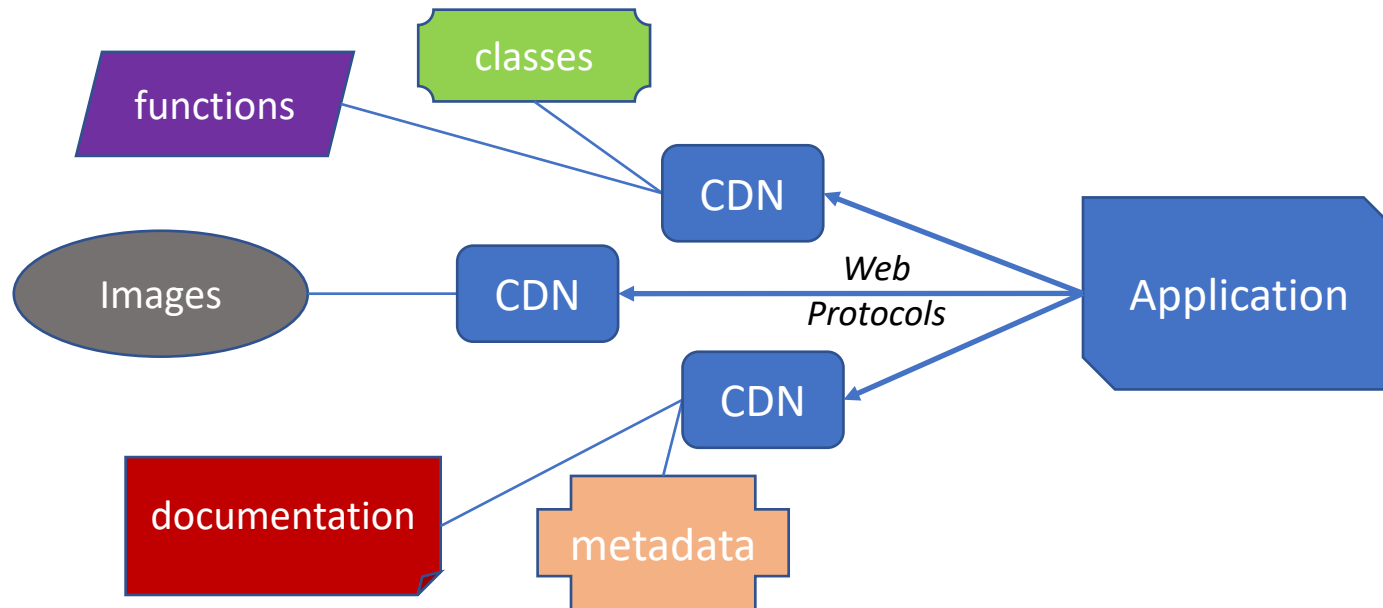 classes
functions
CDN
Web
Images
CDN
Protocols
Application
CDN
documentation
metadata